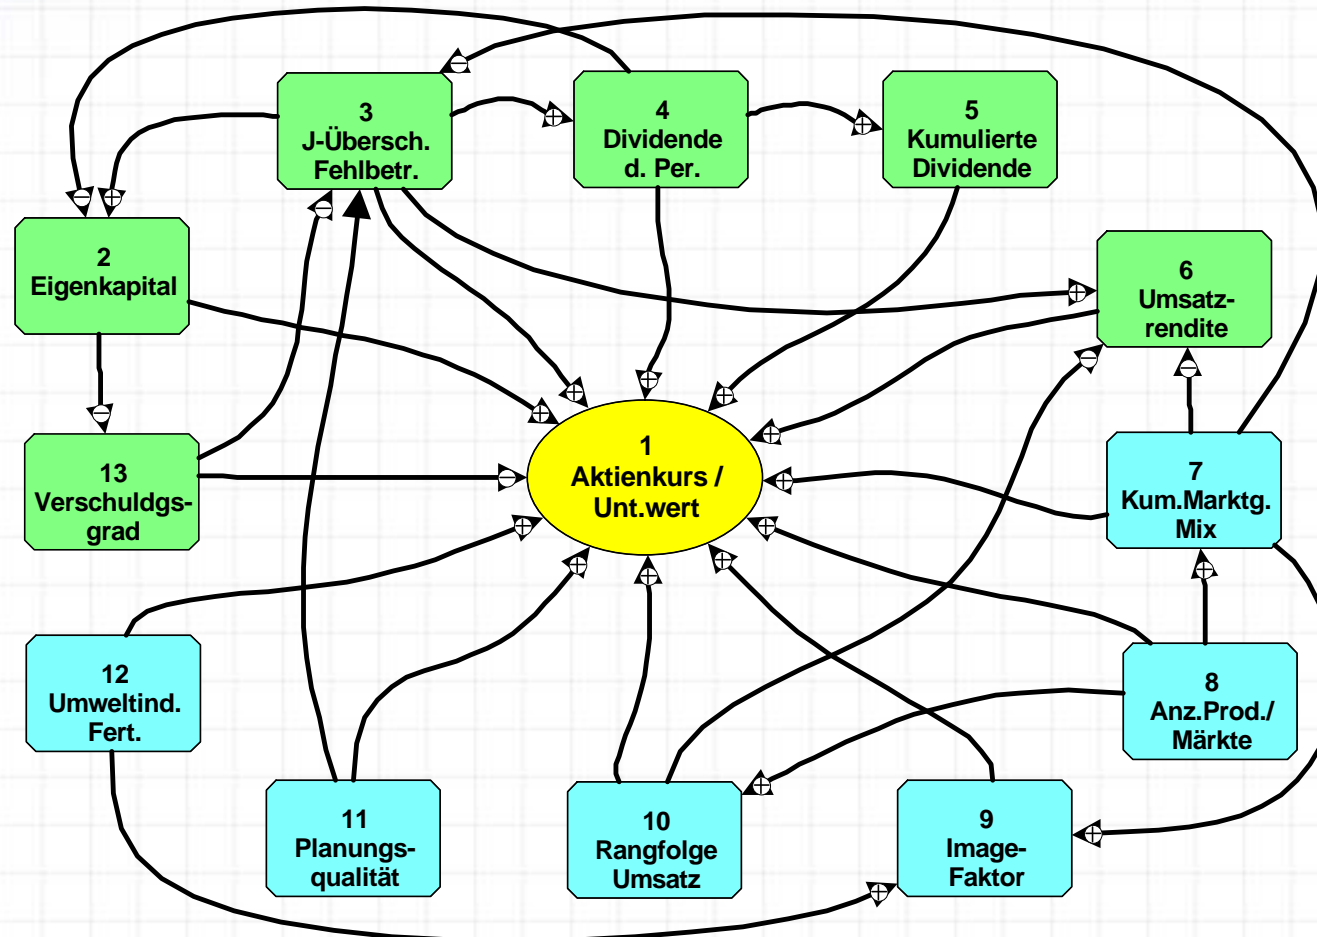 3
J-Übersch.
Fehlbetr.
4
Dividende
d. Per.
5
Kumulierte
Dividende
2
Eigenkapital
6
Umsatz-
rendite
1
Aktienkurs /
Unt.wert
13
Verschuldgs-
grad
7
Kum.Marktg.
Mix
12
Umweltind.
Fert.
8
Anz.Prod./
Märkte
11
Planungs-
qualität
10
Rangfolge
Umsatz
9
Image-
Faktor